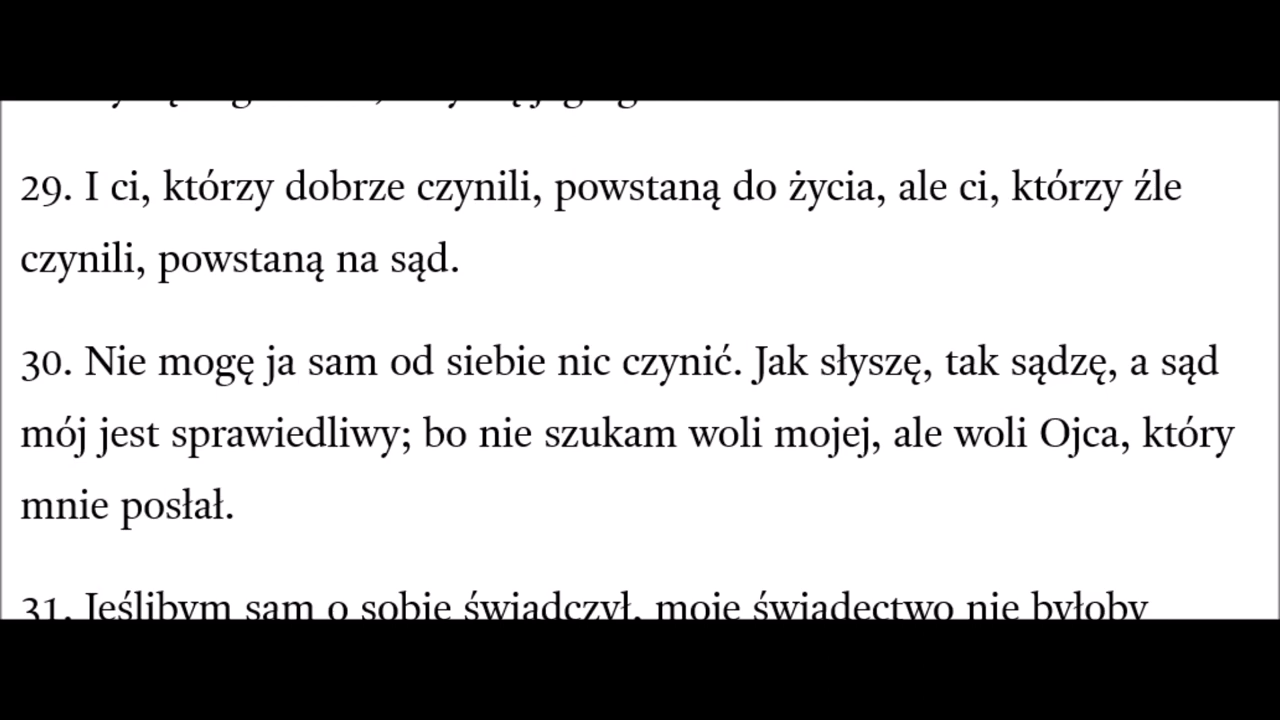 29. I ci, którzy dobrze czynili, powstaną do życia, ale ci, którzy źle
czynili, powstaną na sąd.
30. Nie mogę ja sam od siebie nic czynić. Jak słyszę, tak sądzę, a sąd
mój jest sprawiedliwy; bo nie szukam woli mojej, ale woli Ojca, który
mnie posłał.
31. Jeślibym sam o sobie świadczył, moje świadectwo nie byłoby